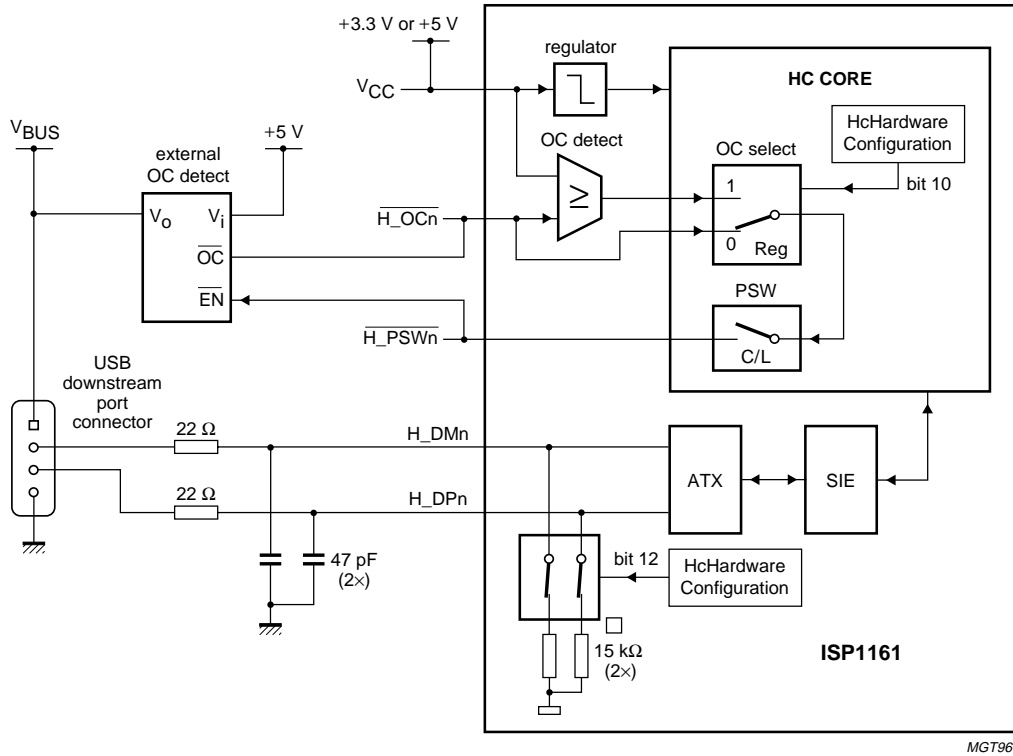 +3.3 V or +5 V
regulator
HC CORE
VCC
VBUS
+5 V
external
OC detect
OC detect
OC select
HcHardware
Configuration
bit 10
Vo
Vi
1
≥
H_OCn
OC
0
Reg
EN
PSW
H_PSWn
C/L
USB
downstream
port
connector
22 Ω
H_DMn
ATX
SIE
22 Ω
H_DPn
47 pF
(2×)
bit 12
HcHardware
Configuration
15 kΩ
(2×)
ISP1161
MGT96